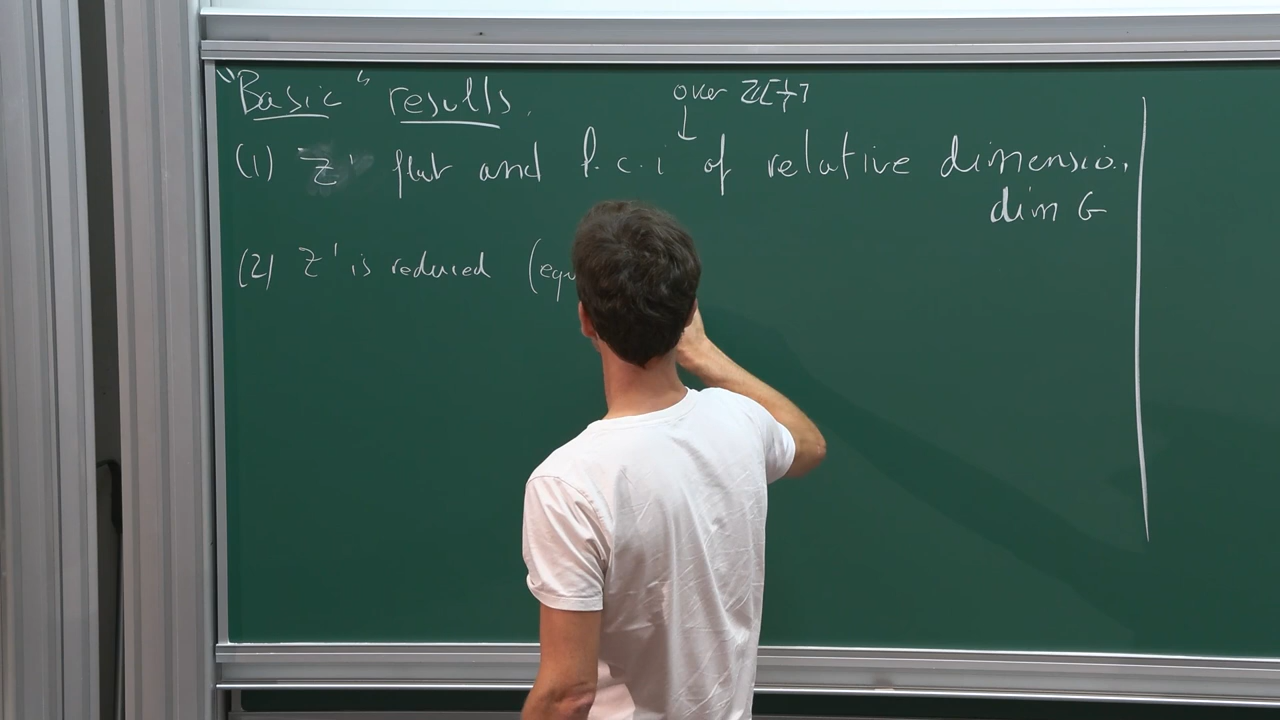 "Basic" results.
over Z[1/p]
↓
(1) Z' flat and l.c.i of relative dimension
dim G
(2) Z' is reduced (equ